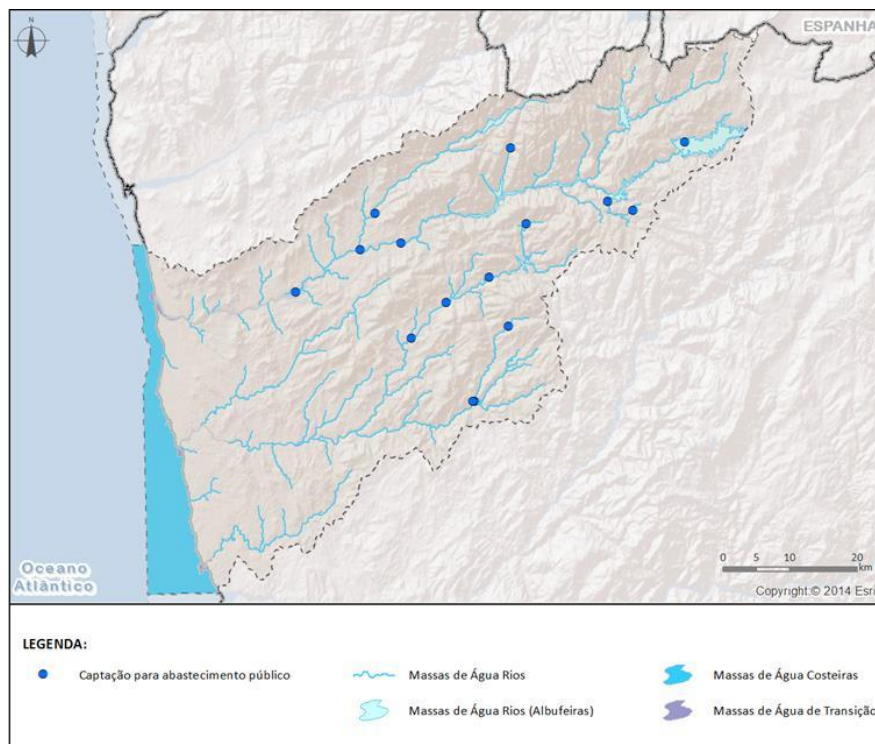 N
ESPANHA
Oceano
Atlântico
0 5 10 20
km
Copyright:© 2014 Esri
LEGENDA:
Captação para abastecimento público
Massas de Água Rios
Massas de Água Costeiras
Massas de Água Rios (Albufeiras)
Massas de Água de Transição